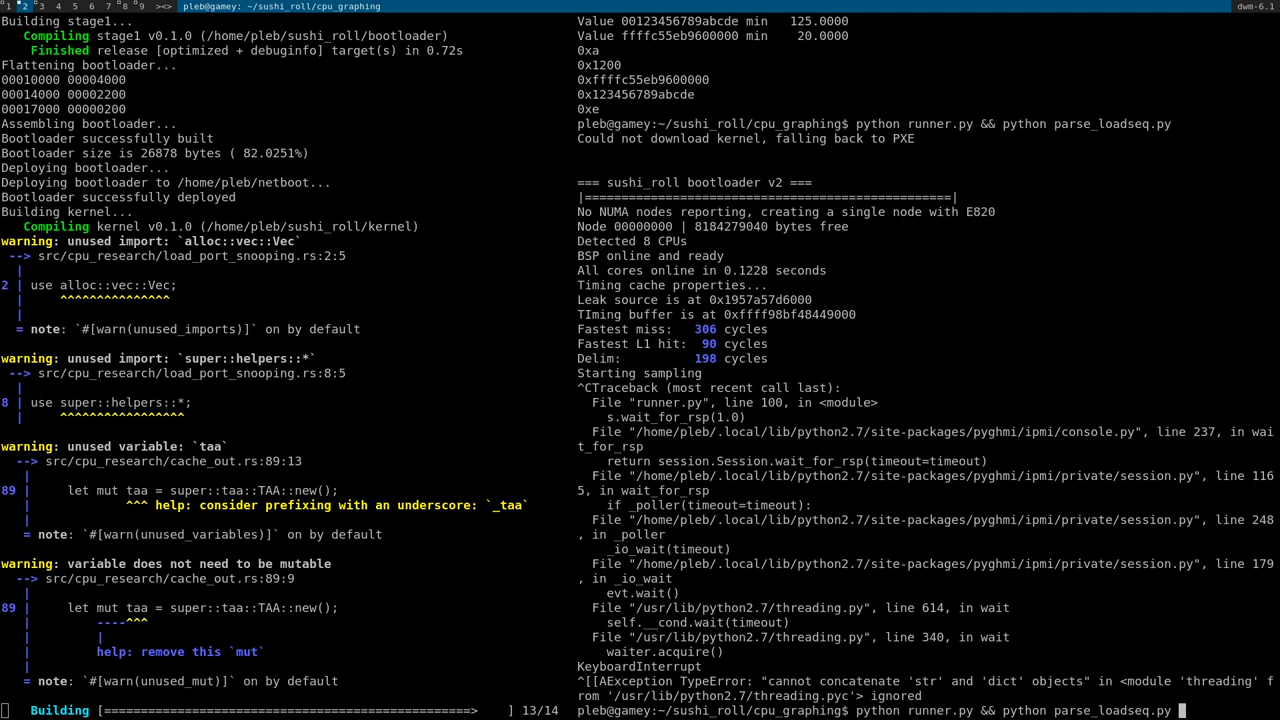 1 2 3 4 5 6 7 8 9 ><> pleb@gamey: ~/sushi_roll/cpu_graphing dwm-6.1
Building stage1...
Compiling stage1 v0.1.0 (/home/pleb/sushi_roll/bootloader)
Finished release [optimized + debuginfo] target(s) in 0.72s
Flattening bootloader...
00010000 00004000
00014000 00002200
00017000 00000200
Assembling bootloader...
Bootloader successfully built
Bootloader size is 26878 bytes ( 82.0251%)
Deploying bootloader...
Deploying bootloader to /home/pleb/netboot...
Bootloader successfully deployed
Building kernel...
Compiling kernel v0.1.0 (/home/pleb/sushi_roll/kernel)
warning: unused import: `alloc::vec::Vec`
--> src/cpu_research/load_port_snooping.rs:2:5
|
2 | use alloc::vec::Vec;
|     ^^^^^^^^^^^^^^^
|
= note: `#[warn(unused_imports)]` on by default
warning: unused import: `super::helpers::*`
--> src/cpu_research/load_port_snooping.rs:8:5
|
8 | use super::helpers::*;
|     ^^^^^^^^^^^^^^^^^
warning: unused variable: `taa`
--> src/cpu_research/cache_out.rs:89:13
|
89 |     let mut taa = super::taa::TAA::new();
|             ^^^ help: consider prefixing with an underscore: `_taa`
|
= note: `#[warn(unused_variables)]` on by default
warning: variable does not need to be mutable
--> src/cpu_research/cache_out.rs:89:9
|
89 |     let mut taa = super::taa::TAA::new();
|         ----^^^
|         |
|         help: remove this `mut`
|
= note: `#[warn(unused_mut)]` on by default
Building [=================================================> ] 13/14
Value 00123456789abcde min   125.0000
Value ffffc55eb9600000 min    20.0000
0xa
0x1200
0xffffc55eb9600000
0x123456789abcde
0xe
pleb@gamey:~/sushi_roll/cpu_graphing$ python runner.py && python parse_loadseq.py
Could not download kernel, falling back to PXE
=== sushi_roll bootloader v2 ===
|==================================================|
No NUMA nodes reporting, creating a single node with E820
Node 00000000 | 8184279040 bytes free
Detected 8 CPUs
BSP online and ready
All cores online in 0.1228 seconds
Timing cache properties...
Leak source is at 0x1957a57d6000
TIming buffer is at 0xffff98bf48449000
Fastest miss:   306 cycles
Fastest L1 hit:  90 cycles
Delim:          198 cycles
Starting sampling
^CTraceback (most recent call last):
File "runner.py", line 100, in <module>
s.wait_for_rsp(1.0)
File "/home/pleb/.local/lib/python2.7/site-packages/pyghmi/ipmi/console.py", line 237, in wai
t_for_rsp
return session.Session.wait_for_rsp(timeout=timeout)
File "/home/pleb/.local/lib/python2.7/site-packages/pyghmi/ipmi/private/session.py", line 116
5, in wait_for_rsp
if _poller(timeout=timeout):
File "/home/pleb/.local/lib/python2.7/site-packages/pyghmi/ipmi/private/session.py", line 248
, in _poller
_io_wait(timeout)
File "/home/pleb/.local/lib/python2.7/site-packages/pyghmi/ipmi/private/session.py", line 179
, in _io_wait
evt.wait()
File "/usr/lib/python2.7/threading.py", line 614, in wait
self.__cond.wait(timeout)
File "/usr/lib/python2.7/threading.py", line 340, in wait
waiter.acquire()
KeyboardInterrupt
^[[AException TypeError: "cannot concatenate 'str' and 'dict' objects" in <module 'threading' f
rom '/usr/lib/python2.7/threading.pyc'> ignored
pleb@gamey:~/sushi_roll/cpu_graphing$ python runner.py && python parse_loadseq.py